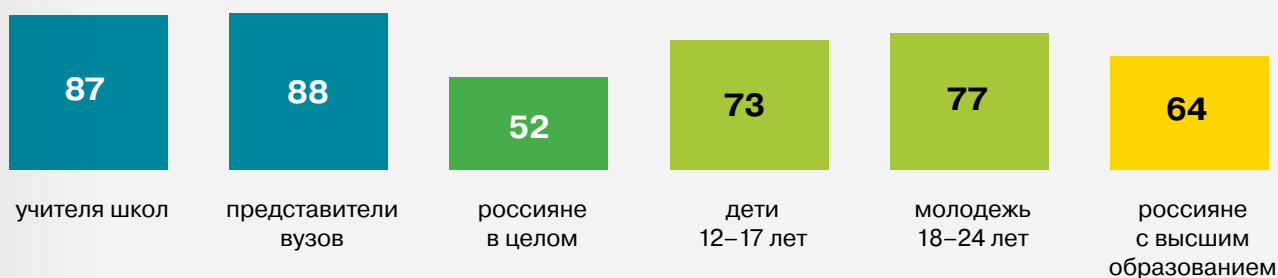 87
88
52
73
77
64
учителя школ
представители
вузов
россияне
в целом
дети
12–17 лет
молодежь
18–24 лет
россияне
с высшим
образованием